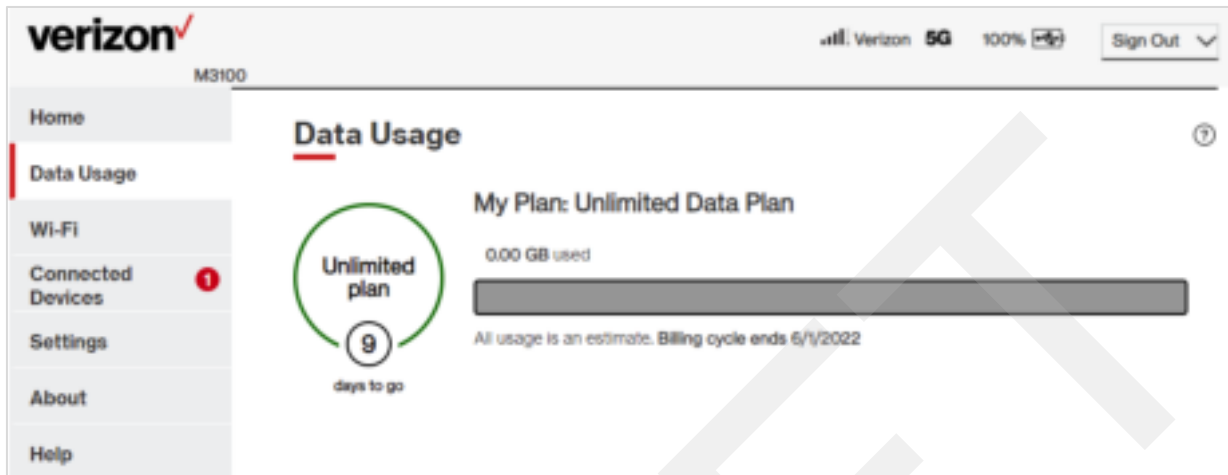 verizon
Verizon 5G 100% Sign Out
M3100
Home
Data Usage
Wi-Fi
Connected
Devices
1
Settings
About
Help
Data Usage
?
Unlimited
plan
9
days to go
My Plan: Unlimited Data Plan
0.00 GB used
All usage is an estimate. Billing cycle ends 6/1/2022